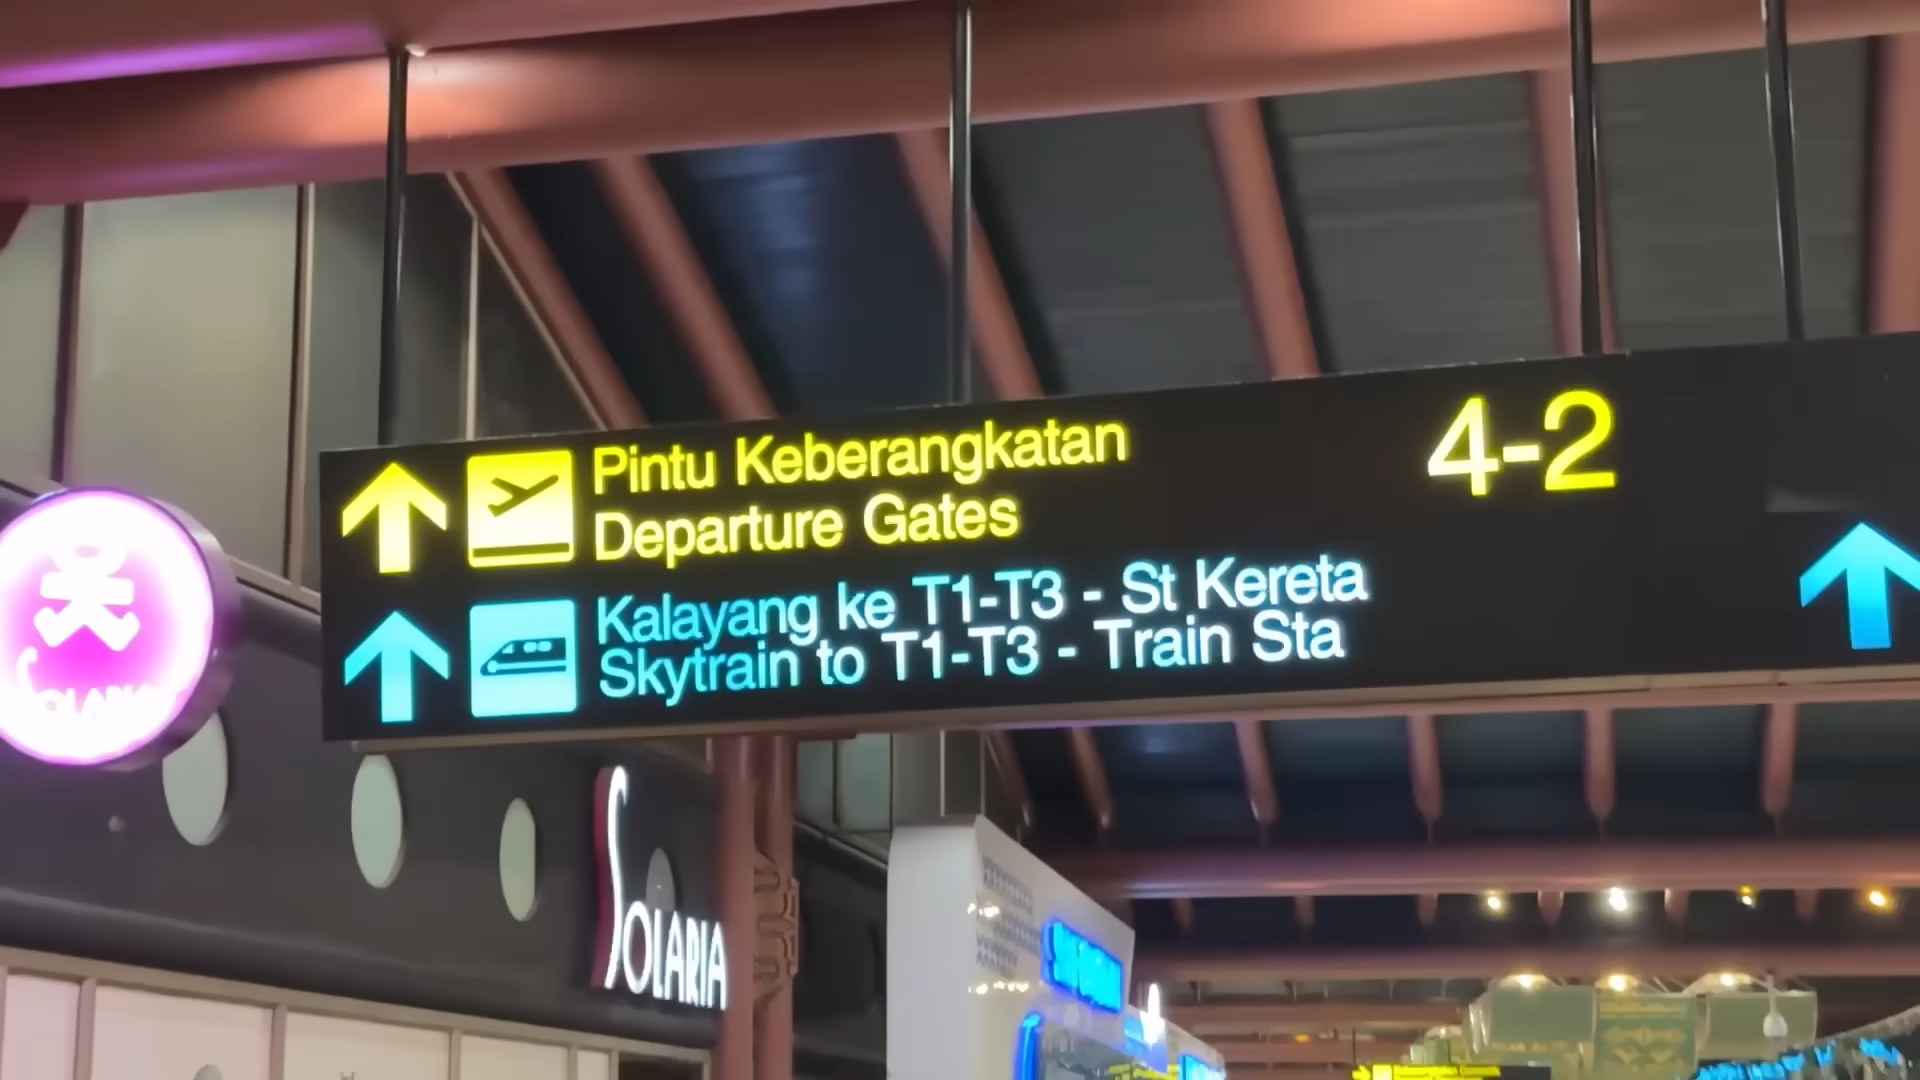 Pintu Keberangkatan 4-2
Departure Gates
Kalayang ke T1-T3 - St Kereta
Skytrain to T1-T3 - Train Sta
SOLARIA
SOLARIA